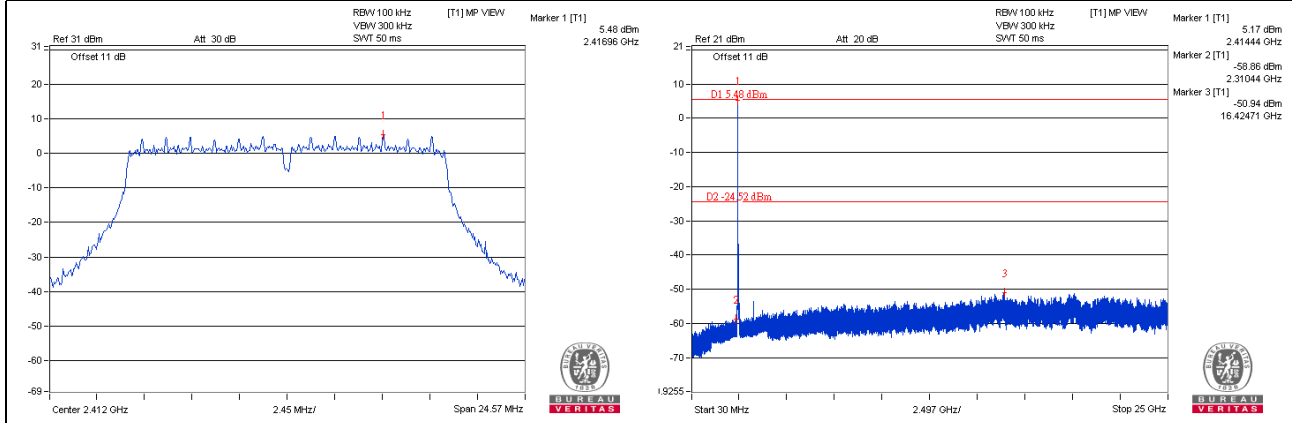 RBW 100 kHz [T1] MP VIEW
VBW 300 kHz
Ref 31 dBm Att 30 dB SWT 50 ms
Marker 1 [T1]
5.48 dBm
2.41696 GHz
Offset 11 dB
31
20
10
0
-10
-20
-30
-40
-50
-60
-69
1
Center 2.412 GHz 2.45 MHz/ Span 24.57 MHz
BUREAU VERITAS
1828
BUREAU
VERITAS
RBW 100 kHz [T1] MP VIEW
VBW 300 kHz
Ref 21 dBm Att 20 dB SWT 50 ms
Marker 1 [T1]
5.17 dBm
2.41444 GHz
Marker 2 [T1]
-58.86 dBm
2.31044 GHz
Marker 3 [T1]
-50.94 dBm
16.42471 GHz
Offset 11 dB
21
10
0
-10
-20
-30
-40
-50
-60
-70
.9255
1
D1 5.48 dBm
D2 -24.52 dBm
2
3
Start 30 MHz 2.497 GHz/ Stop 25 GHz
BUREAU VERITAS
1828
BUREAU
VERITAS